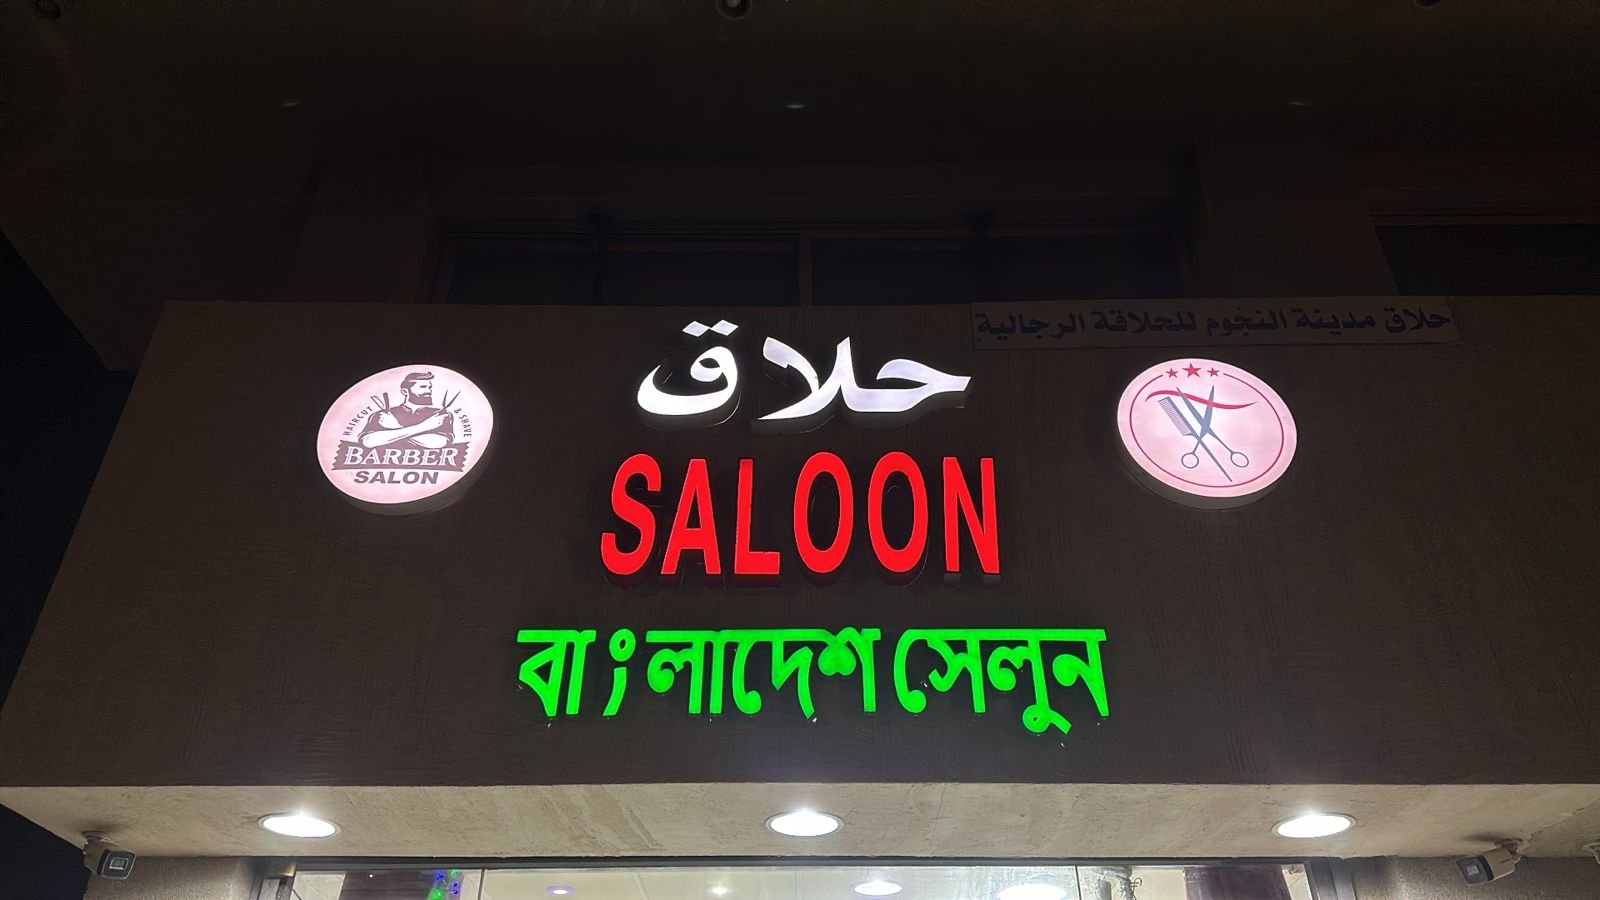 حلاق مدينة النجوم للحلاقة الرجالية
حلاق
HAIRCUT & SHAVE
BARBER
SALON
SALOON
বাংলাদেশ সেলুন